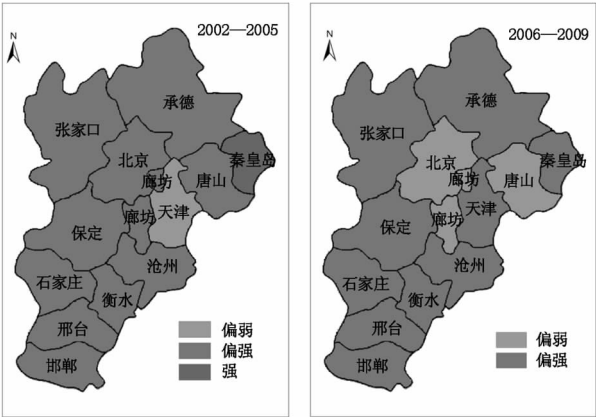 2002—2005
N
承德
张家口
北京
秦皇岛
廊坊
唐山
天津
廊坊
保定
沧州
石家庄
衡水
邢台
邯郸
偏弱
偏强
强
2006—2009
N
承德
张家口
北京
秦皇岛
廊坊
唐山
天津
廊坊
保定
沧州
石家庄
衡水
邢台
邯郸
偏弱
偏强